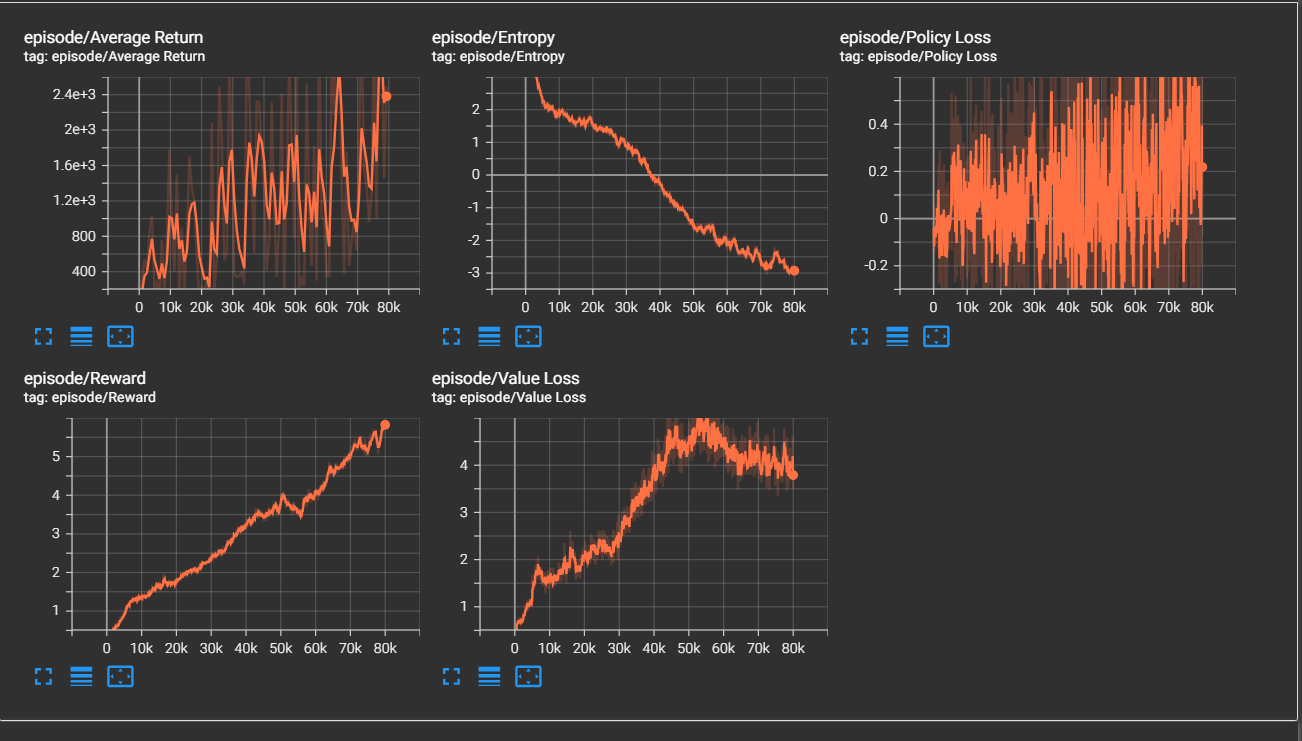 episode/Average Return
tag: episode/Average Return
2.4e+3
2e+3
1.6e+3
1.2e+3
800
400
0 10k 20k 30k 40k 50k 60k 70k 80k
episode/Entropy
tag: episode/Entropy
2
1
0
-1
-2
-3
0 10k 20k 30k 40k 50k 60k 70k 80k
episode/Policy Loss
tag: episode/Policy Loss
0.4
0.2
0
-0.2
0 10k 20k 30k 40k 50k 60k 70k 80k
episode/Reward
tag: episode/Reward
5
4
3
2
1
0 10k 20k 30k 40k 50k 60k 70k 80k
episode/Value Loss
tag: episode/Value Loss
4
3
2
1
0 10k 20k 30k 40k 50k 60k 70k 80k